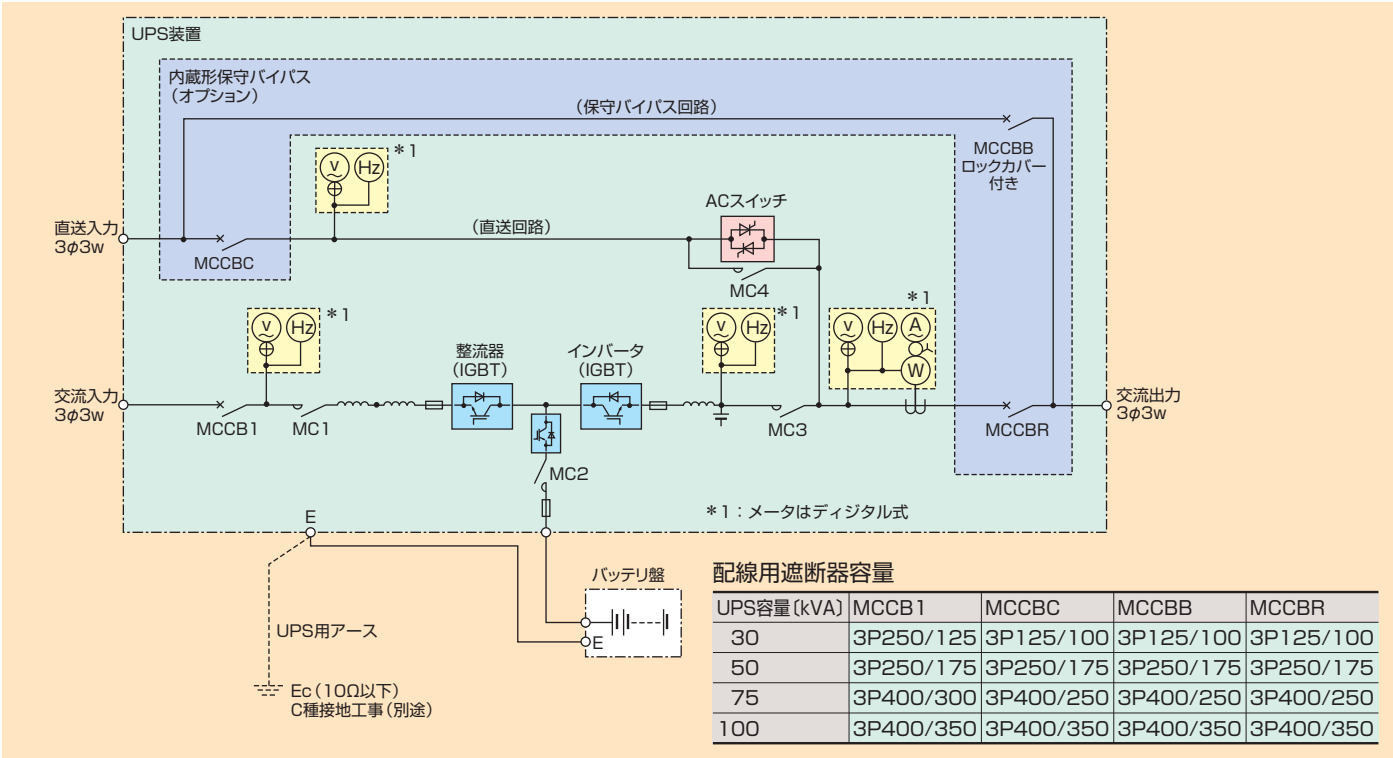 UPS装置
内蔵形保守バイパス
（オプション）
（保守バイパス回路）
MCCBB
ロックカバー
付き
V Hz
＊1
ACスイッチ
直送入力
3φ3w
MCCBC
（直送回路）
MC4
V Hz
＊1
整流器
（IGBT）
インバータ
（IGBT）
V Hz
＊1
＊1
V Hz A
W
交流入力
3φ3w
MCCB1
MC1
MC3
MCCBR
交流出力
3φ3w
MC2
＊1：メータはディジタル式
E
バッテリ盤
E
UPS用アース
Ec（10Ω以下）
C種接地工事（別途）
配線用遮断器容量
UPS容量〔kVA〕 MCCB1 MCCBC MCCBB MCCBR
30 3P250/125 3P125/100 3P125/100 3P125/100
50 3P250/175 3P250/175 3P250/175 3P250/175
75 3P400/300 3P400/250 3P400/250 3P400/250
100 3P400/350 3P400/350 3P400/350 3P400/350